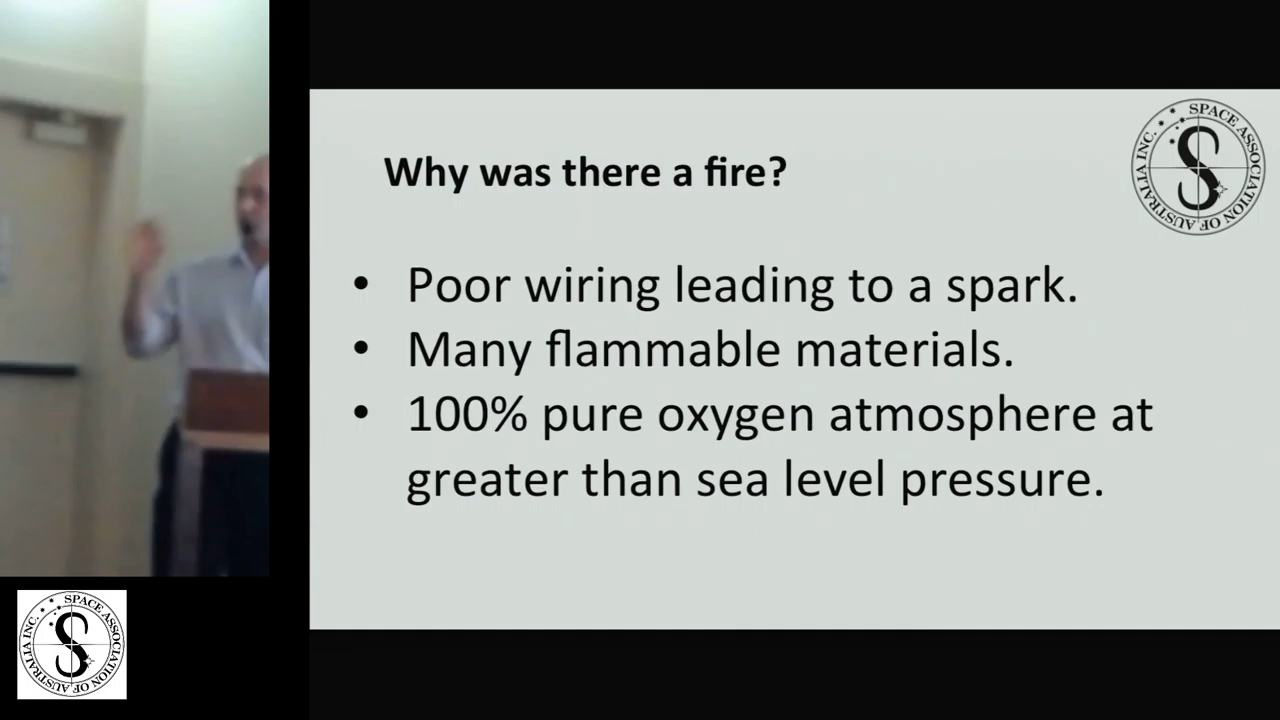 Why was there a fire?
SPACE ASSOCIATION OF AUSTRALIA INC.
• Poor wiring leading to a spark.
• Many flammable materials.
• 100% pure oxygen atmosphere at
greater than sea level pressure.
SPACE ASSOCIATION OF AUSTRALIA INC.